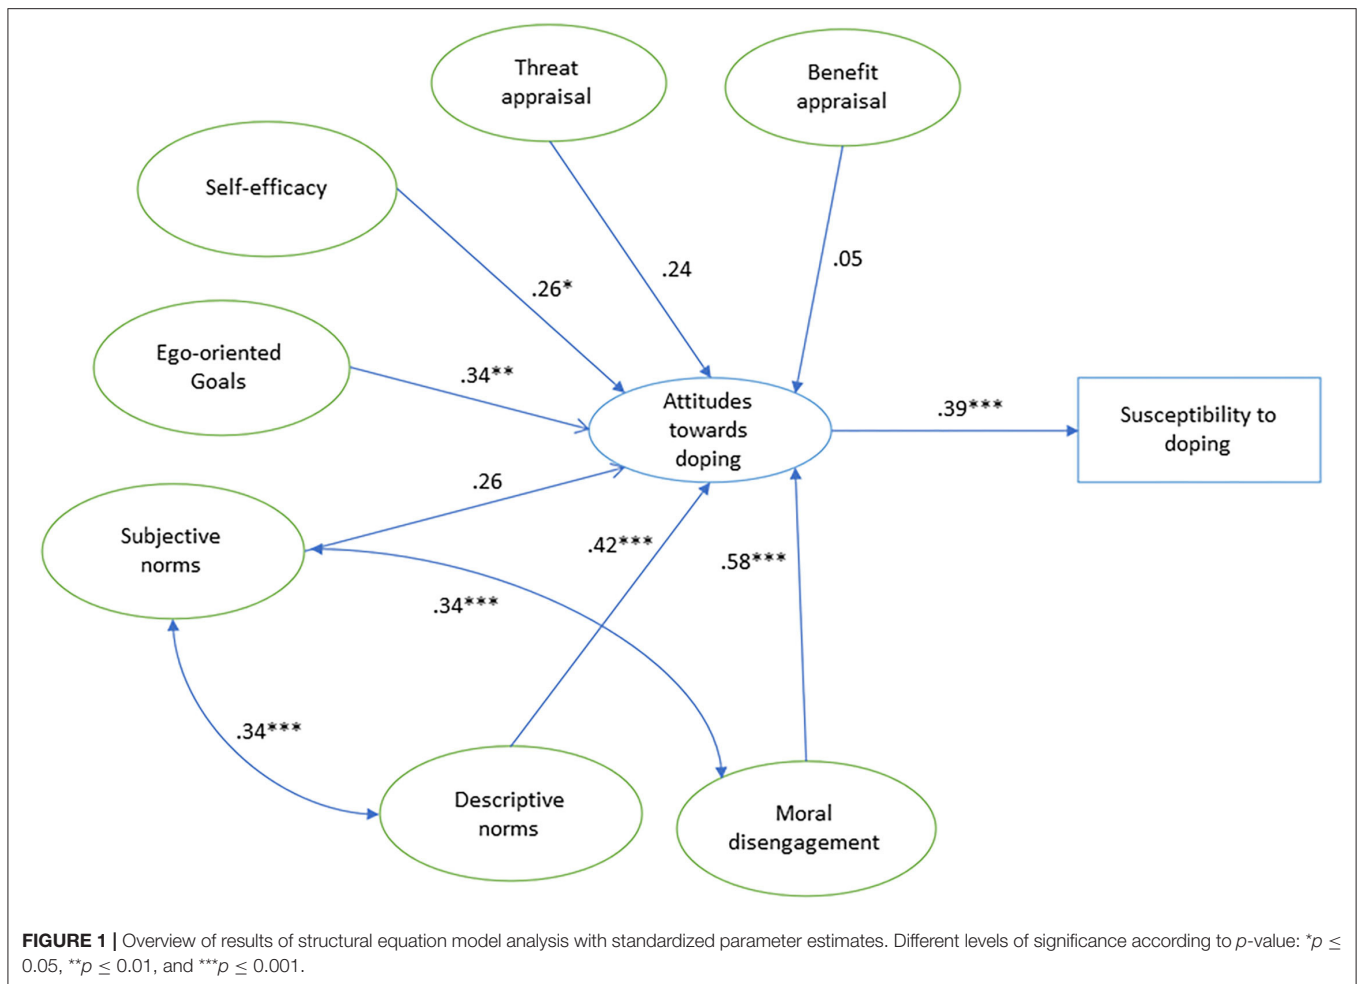 Threat
appraisal
Benefit
appraisal
Self-efficacy
.24
.05
.26*
Ego-oriented
Goals
.34**
Attitudes
towards
doping
.39***
Susceptibility to
doping
.26
Subjective
norms
.42***
.58***
.34***
.34***
Descriptive
norms
Moral
disengagement
FIGURE 1 | Overview of results of structural equation model analysis with standardized parameter estimates. Different levels of significance according to p-value: *p ≤
0.05, **p ≤ 0.01, and ***p ≤ 0.001.